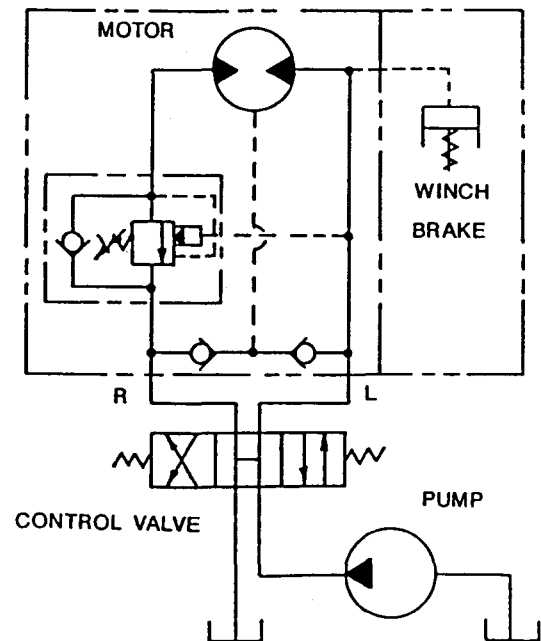 MOTOR
WINCH
BRAKE
R
L
CONTROL VALVE
PUMP